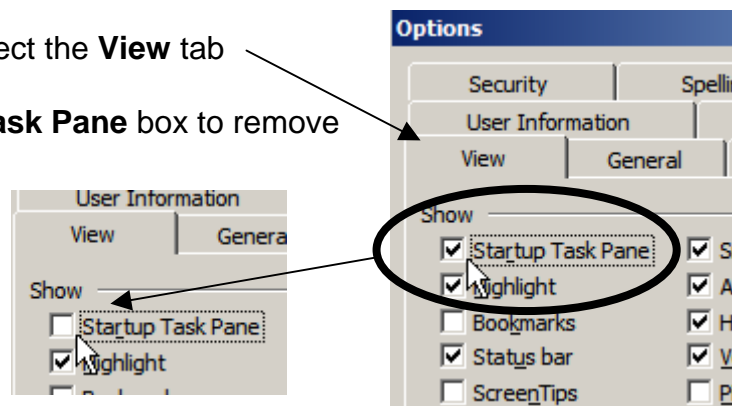 ect the View tab
ask Pane box to remove
Options
Security Spelli
User Information
View General
Show
Startup Task Pane S
Highlight A
Bookmarks H
Status bar V
ScreenTips P
User Information
View Genera
Show
Startup Task Pane
Highlight